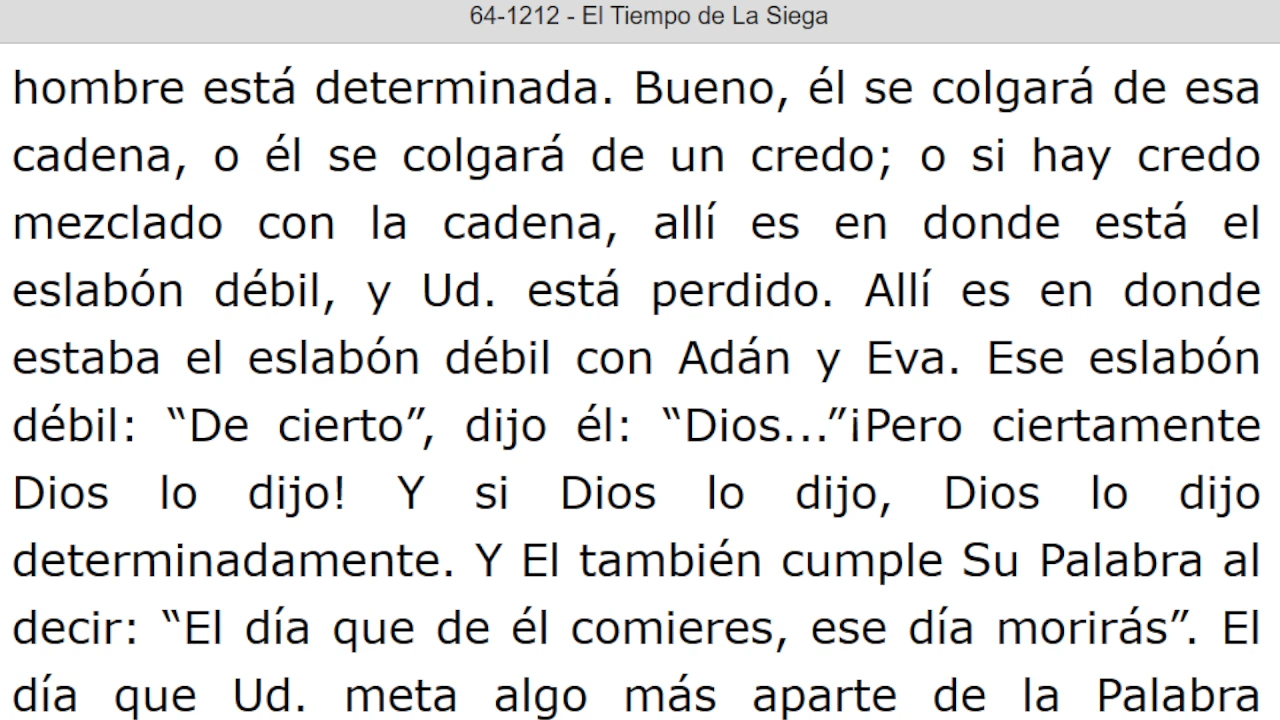 64-1212 - El Tiempo de La Siega
hombre está determinada. Bueno, él se colgará de esa
cadena, o él se colgará de un credo; o si hay credo
mezclado con la cadena, allí es en donde está el
eslabón débil, y Ud. está perdido. Allí es en donde
estaba el eslabón débil con Adán y Eva. Ese eslabón
débil: “De cierto”, dijo él: “Dios...”¡Pero ciertamente
Dios lo dijo! Y si Dios lo dijo, Dios lo dijo
determinadamente. Y El también cumple Su Palabra al
decir: “El día que de él comieres, ese día morirás”. El
día que Ud. meta algo más aparte de la Palabra